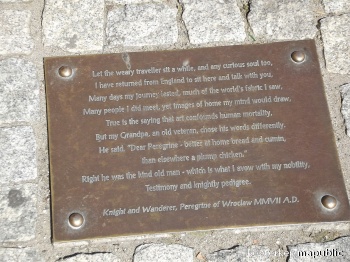 Let the weary traveller sit a while, and any curious soul too,
I have returned from England to sit here and talk with you,
Many days my journey lasted, much of the world's fabric I saw,
Many people I did meet, yet images of home my mind would draw.
True is the saying that art confounds human mortality,
But my Grandpa, an old veteran, chose his words differently.
He said, "Dear Peregrine - better at home bread and cumin,
than elsewhere a plump chicken."
Right he was the kind old man - which is what I avow with my nobility,
Testimony and knightly pedigree.
Knight and Wanderer, Peregrine of Wroclaw MMVII A.D.
mapublic